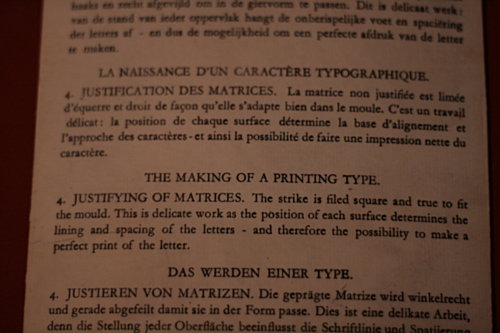 haaks en recht afgevijld om in de gietvorm te passen. Dit is delicaat werk:
van de stand van ieder oppervlak hangt de onberispelijke voet en spaciëring
der letters af - en dus de mogelijkheid om een perfecte afdruk van de letter
te maken.
LA NAISSANCE D'UN CARACTÈRE TYPOGRAPHIQUE.
4. JUSTIFICATION DES MATRICES. La matrice non justifiée est limée
d'équerre et droit de façon qu'elle s'adapte bien dans le moule. C'est un travail
délicat: la position de chaque surface détermine la base d'alignement et
l'approche des caractères - et ainsi la possibilité de faire une impression nette du
caractère.
THE MAKING OF A PRINTING TYPE.
4. JUSTIFYING OF MATRICES. The strike is filed square and true to fit
the mould. This is delicate work as the position of each surface determines the
lining and spacing of the letters - and therefore the possibility to make a
perfect print of the letter.
DAS WERDEN EINER TYPE.
4. JUSTIEREN VON MATRIZEN. Die geprägte Matrize wird winkelrecht
und gerade abgefeilt damit sie in der Form passe. Dies ist eine delikate Arbeit,
denn die Stellung jeder Oberfläche beeinflusst die Schriftlinie und Spatiierung